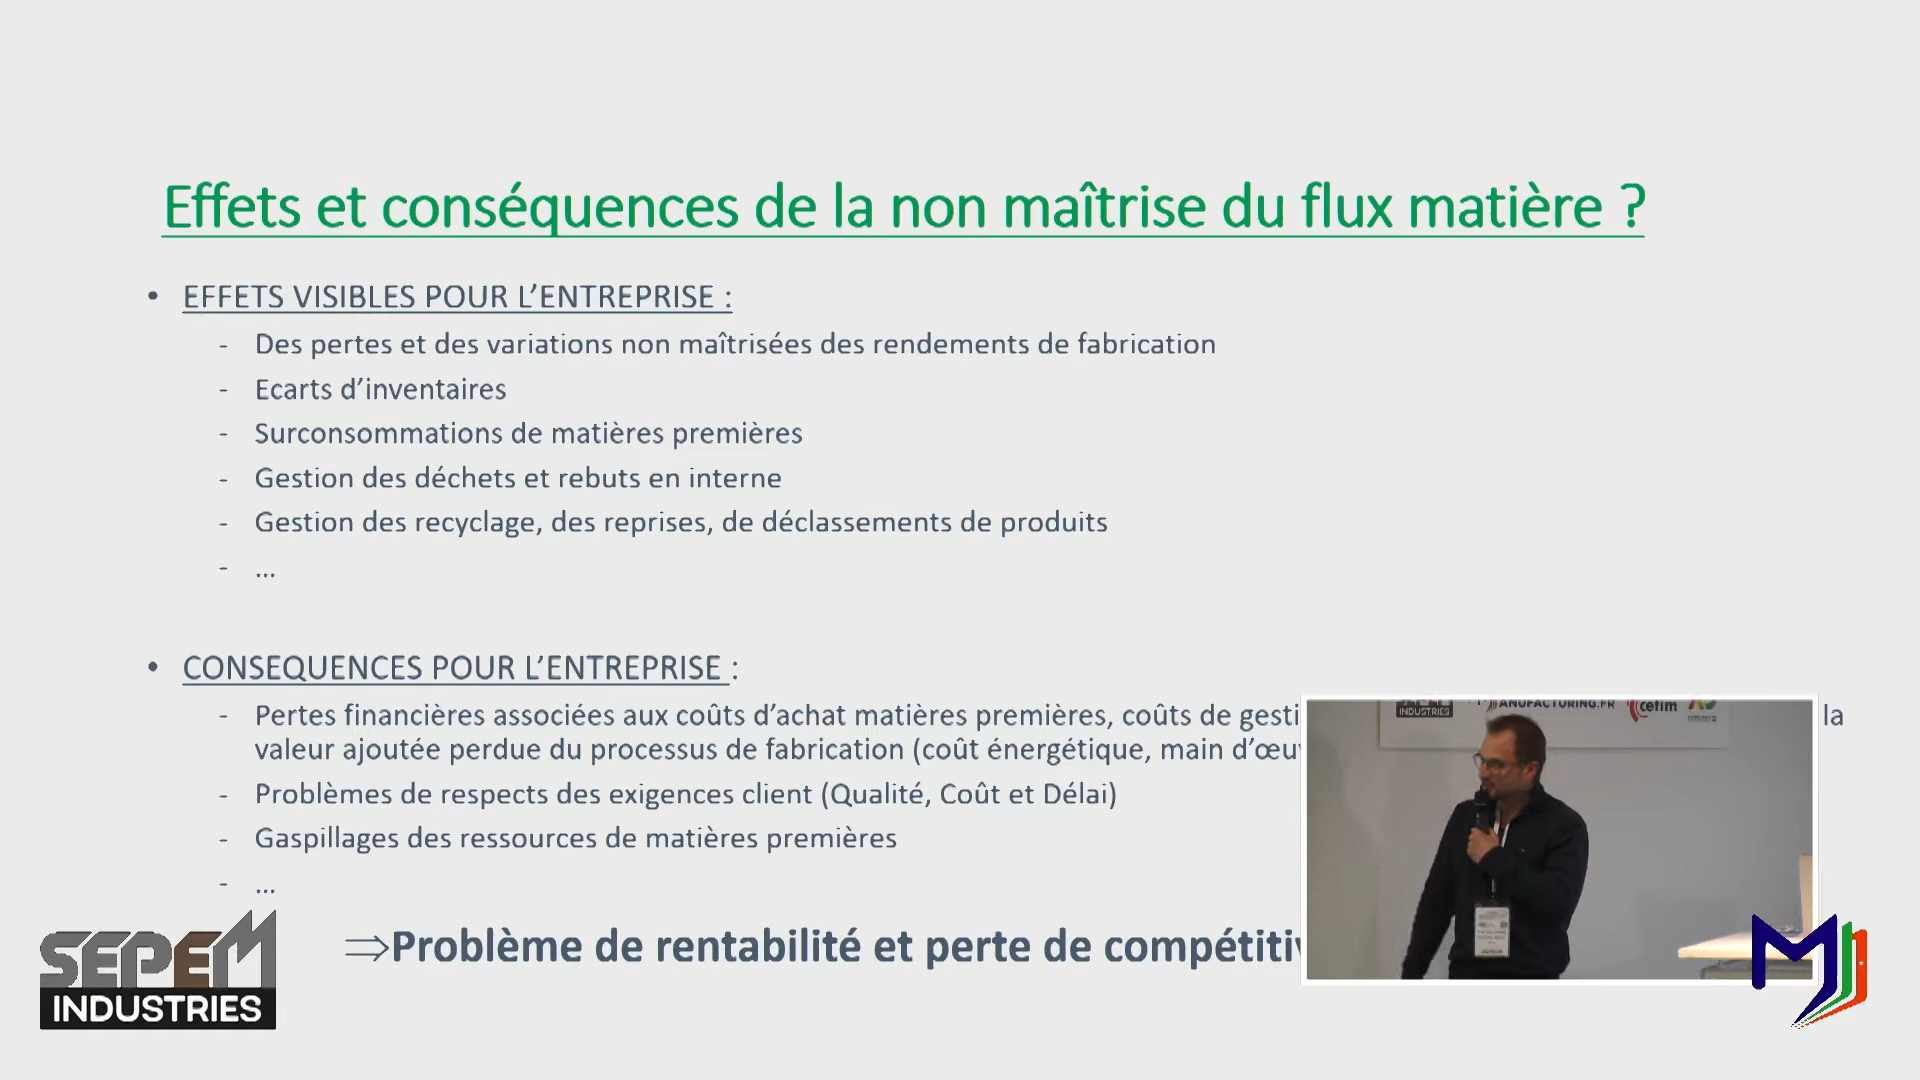 Effets et conséquences de la non maîtrise du flux matière ?
• EFFETS VISIBLES POUR L’ENTREPRISE :
- Des pertes et des variations non maîtrisées des rendements de fabrication
- Ecarts d’inventaires
- Surconsommations de matières premières
- Gestion des déchets et rebuts en interne
- Gestion des recyclage, des reprises, de déclassements de produits
- ...
• CONSEQUENCES POUR L’ENTREPRISE :
- Pertes financières associées aux coûts d’achat matières premières, coûts de gesti la
valeur ajoutée perdue du processus de fabrication (coût énergétique, main d’œuv
- Problèmes de respects des exigences client (Qualité, Coût et Délai)
- Gaspillages des ressources de matières premières
- ...
⇒Problème de rentabilité et perte de compétitiv
INDUSTRIES
ANUFACTURING.FR
cetim
SEPEM
INDUSTRIES